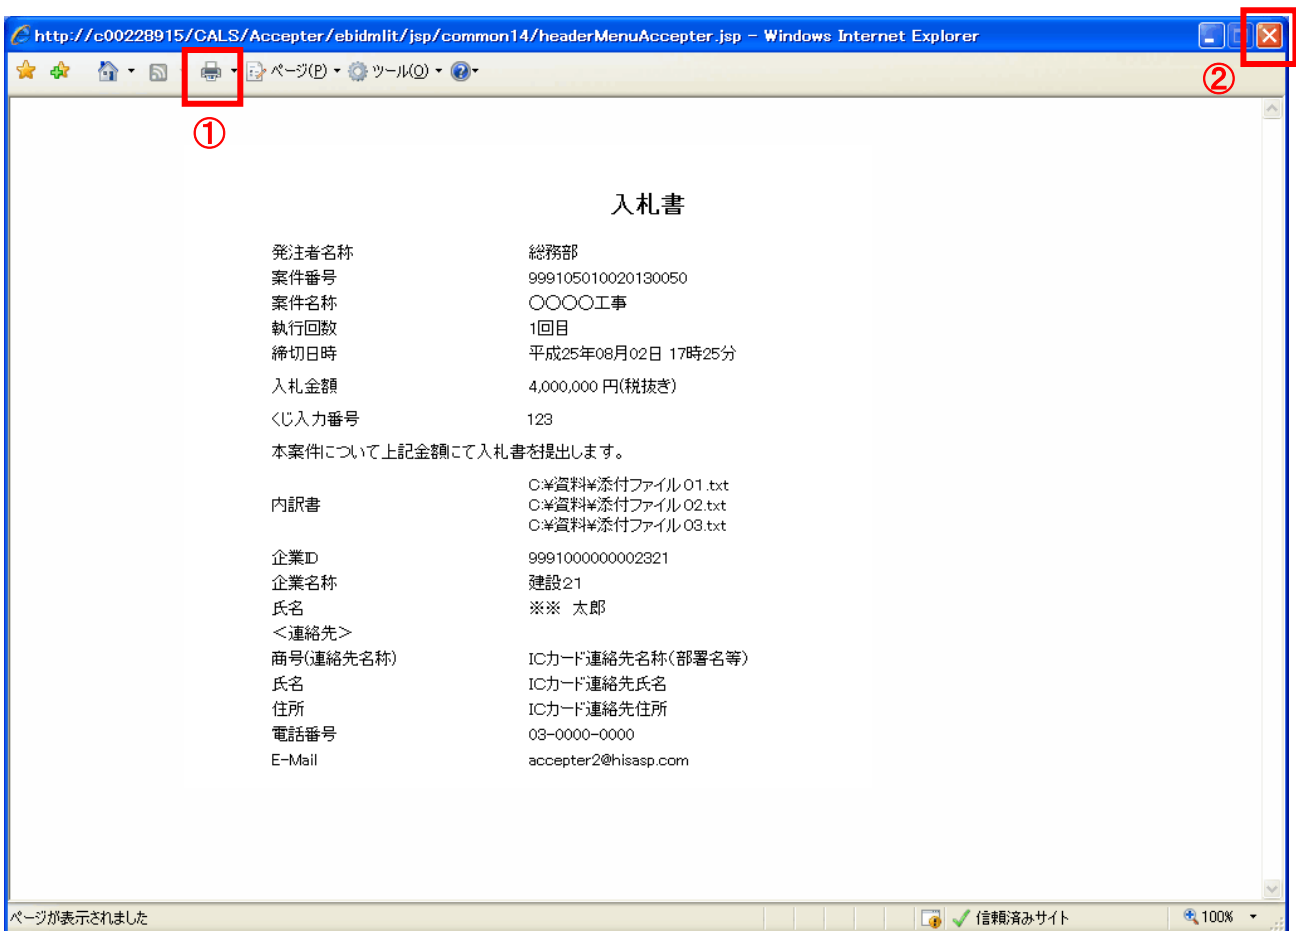 http://c00228915/CALS/Accepter/ebidmlit/jsp/common14/headerMenuAccepter.jsp - Windows Internet Explorer
②
ページ(P) ツール(O)
①
入札書
発注者名称 総務部
案件番号 999105010020130050
案件名称 〇〇〇〇工事
執行回数 1回目
締切日時 平成25年08月02日 17時25分
入札金額 4,000,000 円(税抜き)
くじ入力番号 123
本案件について上記金額にて入札書を提出します。
内訳書 C:¥資料¥添付ファイル01.txt
C:¥資料¥添付ファイル02.txt
C:¥資料¥添付ファイル03.txt
企業ID 9991000000002321
企業名称 建設21
氏名 ※※ 太郎
＜連絡先＞
商号(連絡先名称) ICカード連絡先名称(部署名等)
氏名 ICカード連絡先氏名
住所 ICカード連絡先住所
電話番号 03-0000-0000
E-Mail accepter2@hisasp.com
ページが表示されました 信頼済みサイト 100%